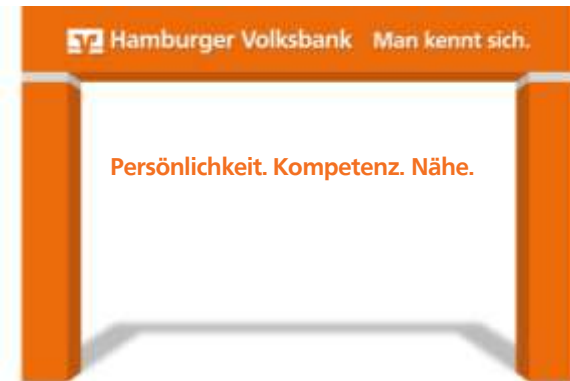 Hamburger Volksbank Man kennt sich.
Persönlichkeit. Kompetenz. Nähe.